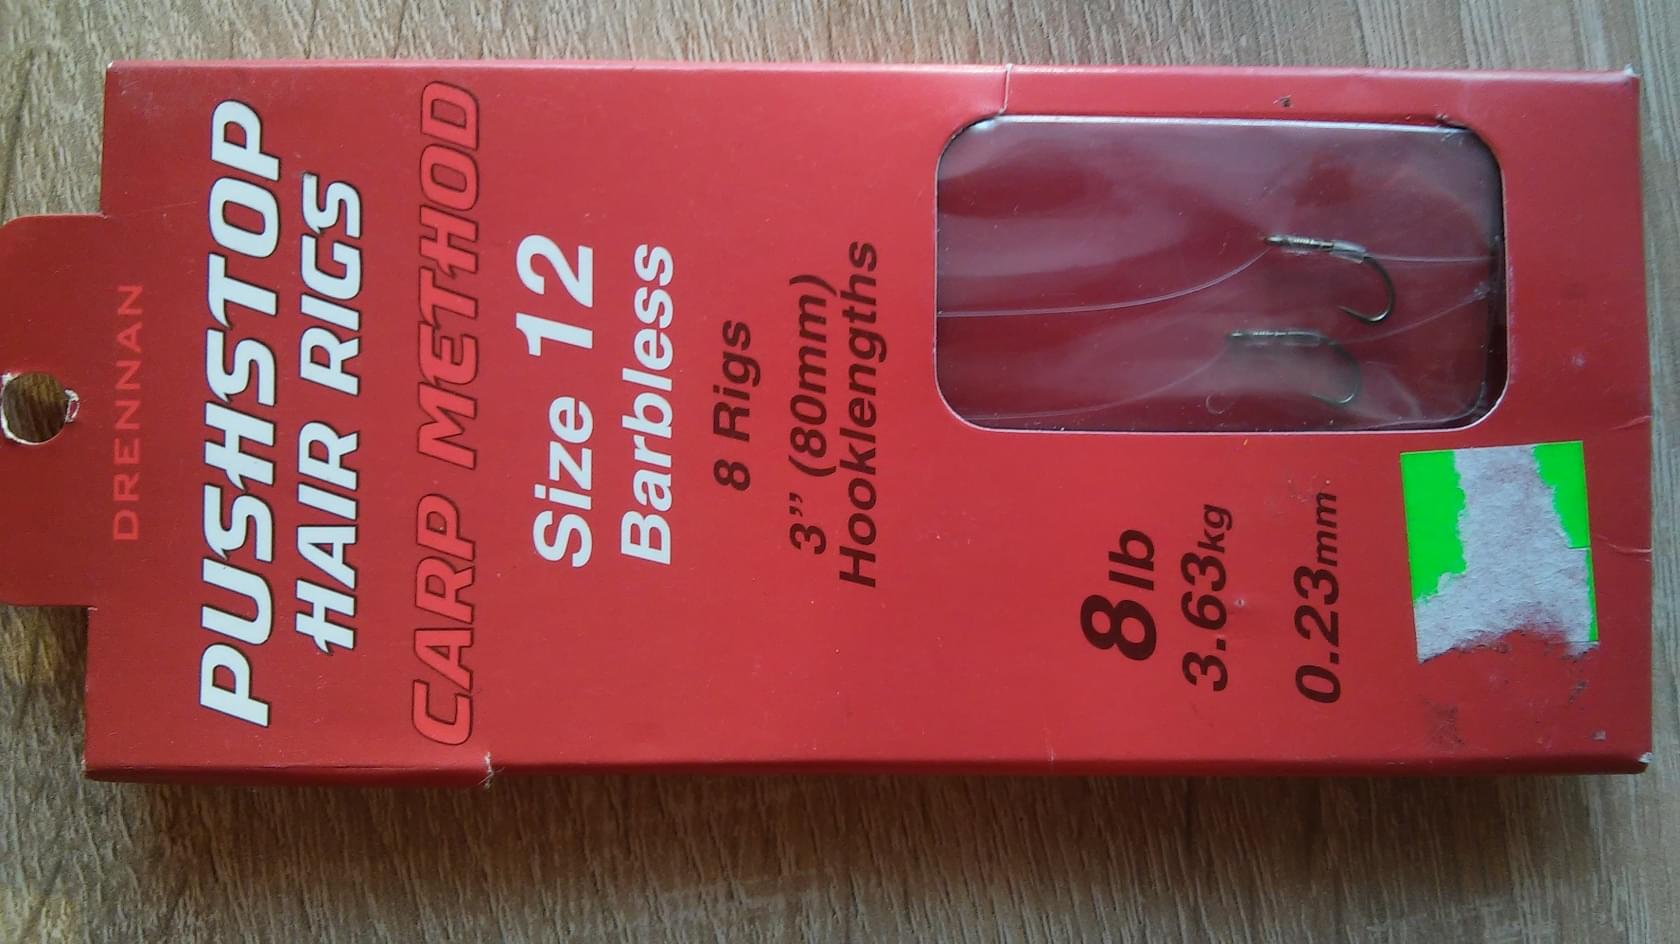 DRENNAN
PUSHSTOP
HAIR RIGS
CARP METHOD
Size 12
Barbless
8 Rigs
3” (80mm)
Hooklengths
8lb
3.63kg
0.23mm